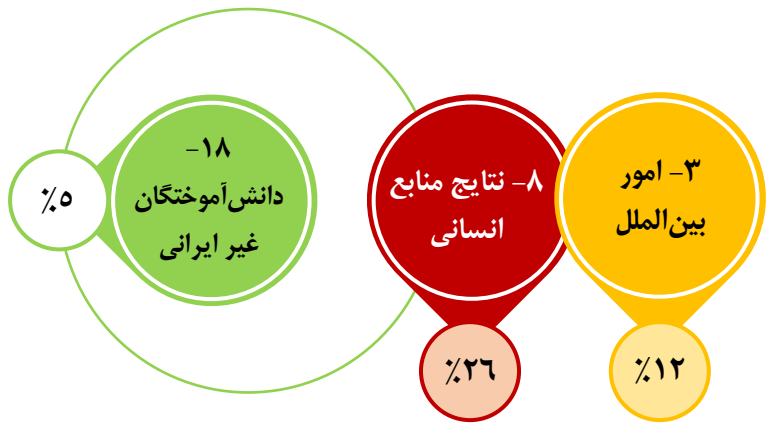 ۳- امور
بین‌الملل
٪۱۲
۸- نتایج منابع
انسانی
٪۲۶
۱۸-
دانش‌آموختگان
غیر ایرانی
٪۵